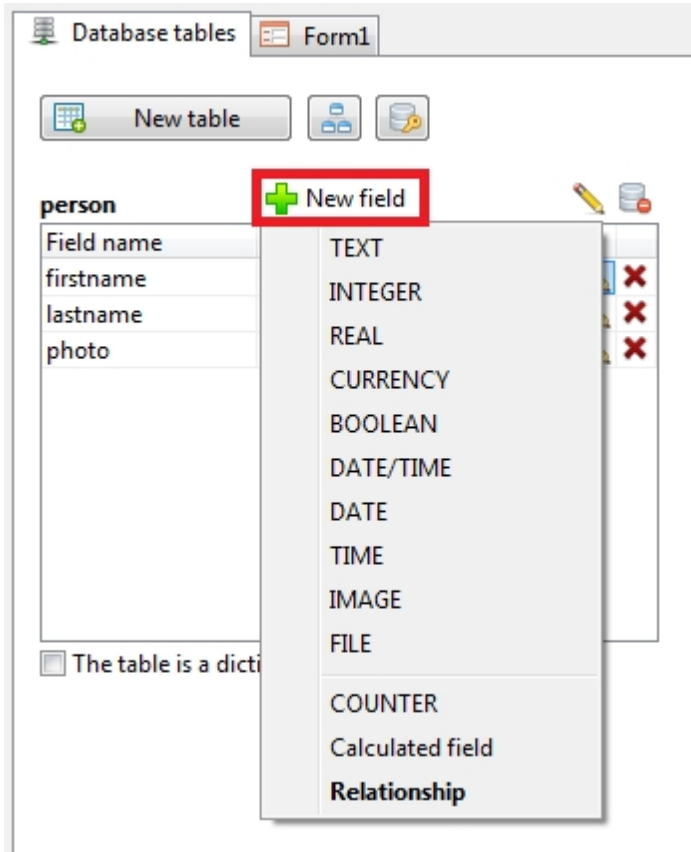 Database tables Form1
New table
person New field
Field name
firstname
lastname
photo
TEXT
INTEGER
REAL
CURRENCY
BOOLEAN
DATE/TIME
DATE
TIME
IMAGE
FILE
The table is a dicti
COUNTER
Calculated field
Relationship